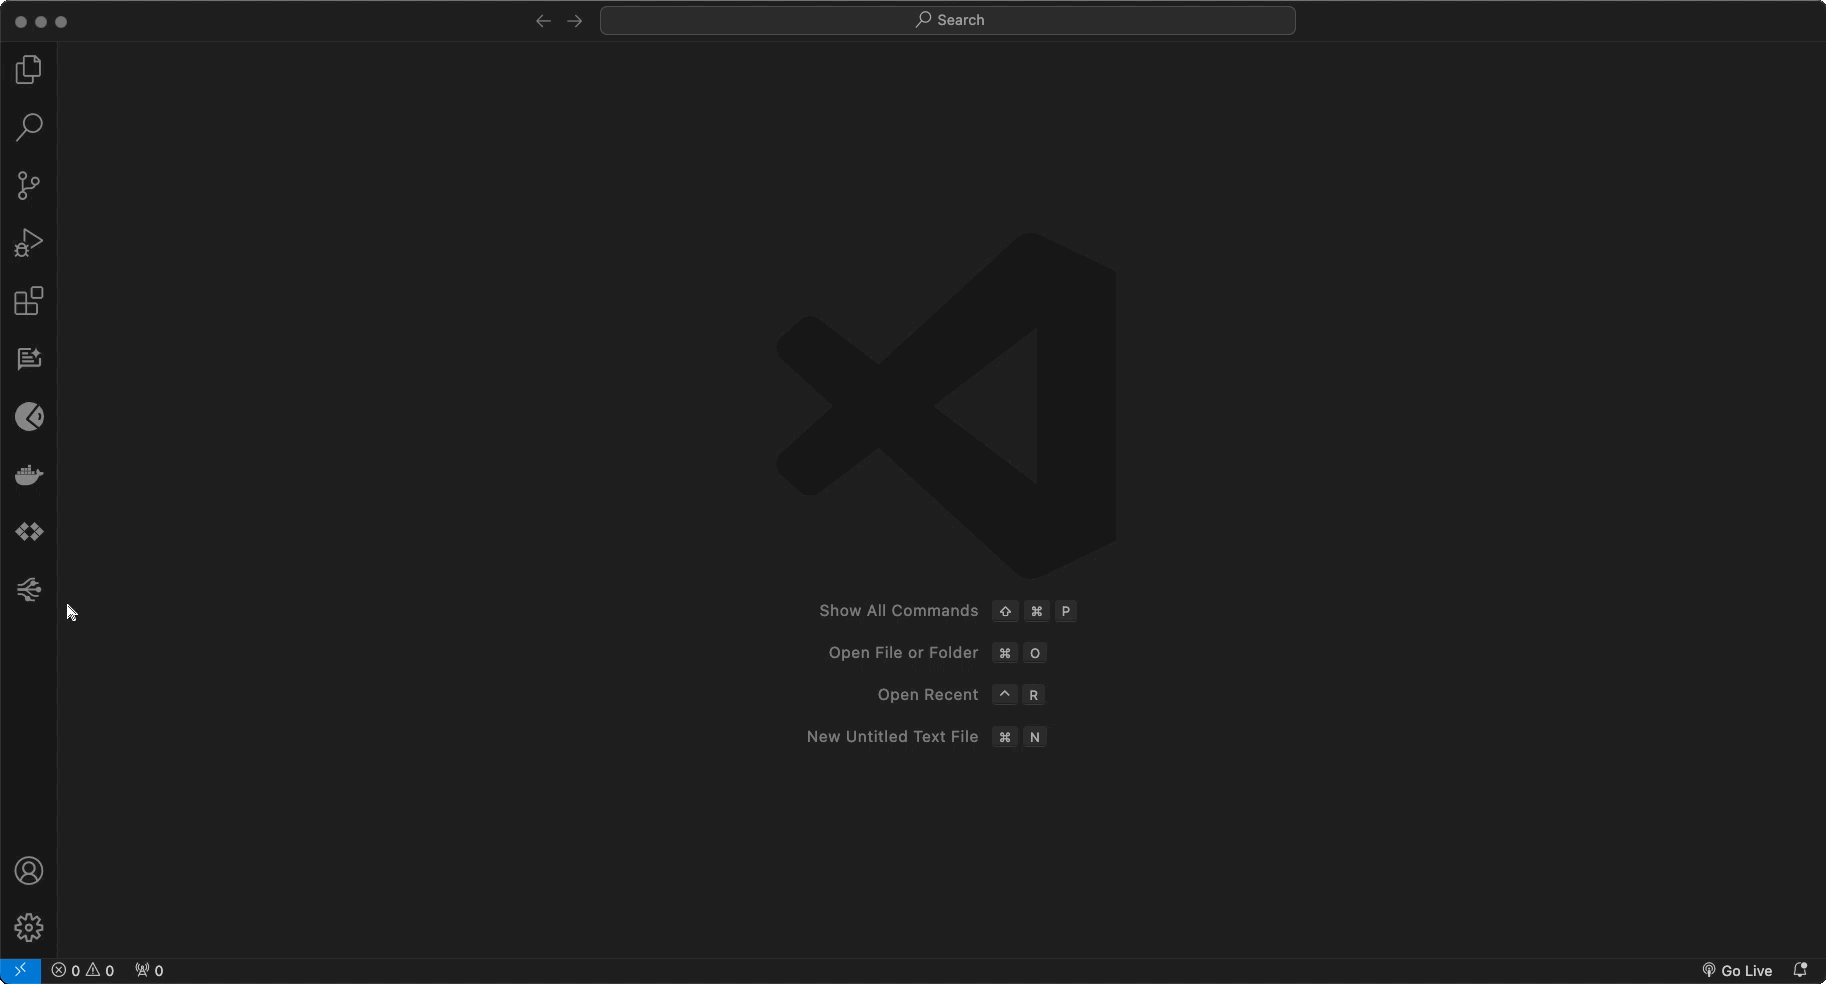 Search
Show All Commands ⇧ ⌘ P
Open File or Folder ⌘ O
Open Recent ^ R
New Untitled Text File ⌘ N
0 0 0
Go Live